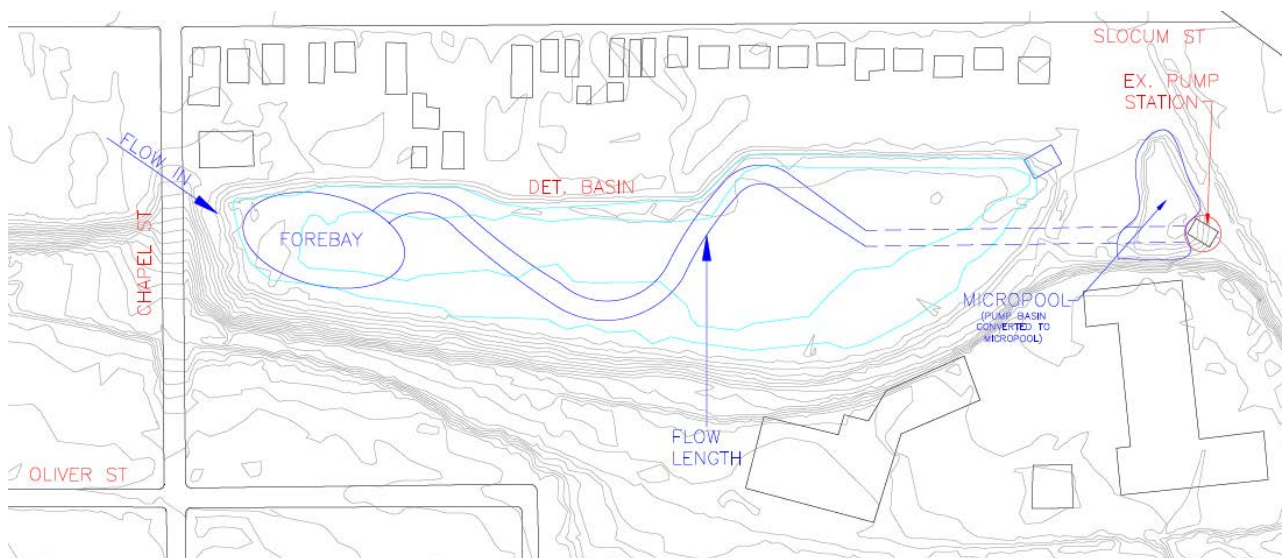 SLOCUM ST
EX. PUMP
STATION
FLOW IN
DET. BASIN
FOREBAY
CHAPEL ST
MICROPOOL
(PUMP BASIN
CONVERTED TO
MICROPOOL)
FLOW
LENGTH
OLIVER ST